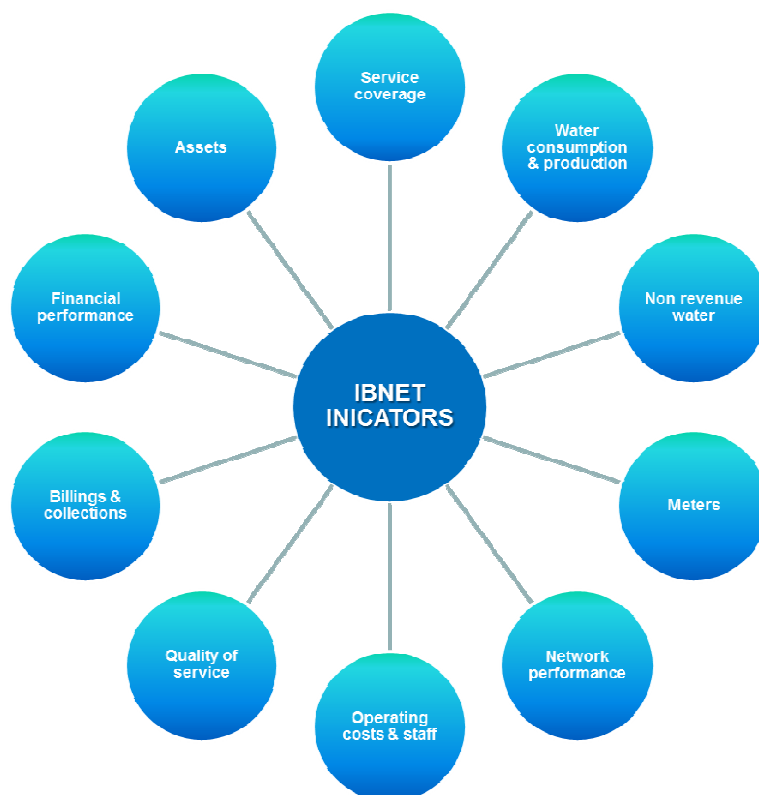 Service
coverage
Water
consumption
& production
Assets
Non revenue
water
Financial
performance
IBNET
INICATORS
Meters
Billings &
collections
Network
performance
Quality of
service
Operating
costs & staff